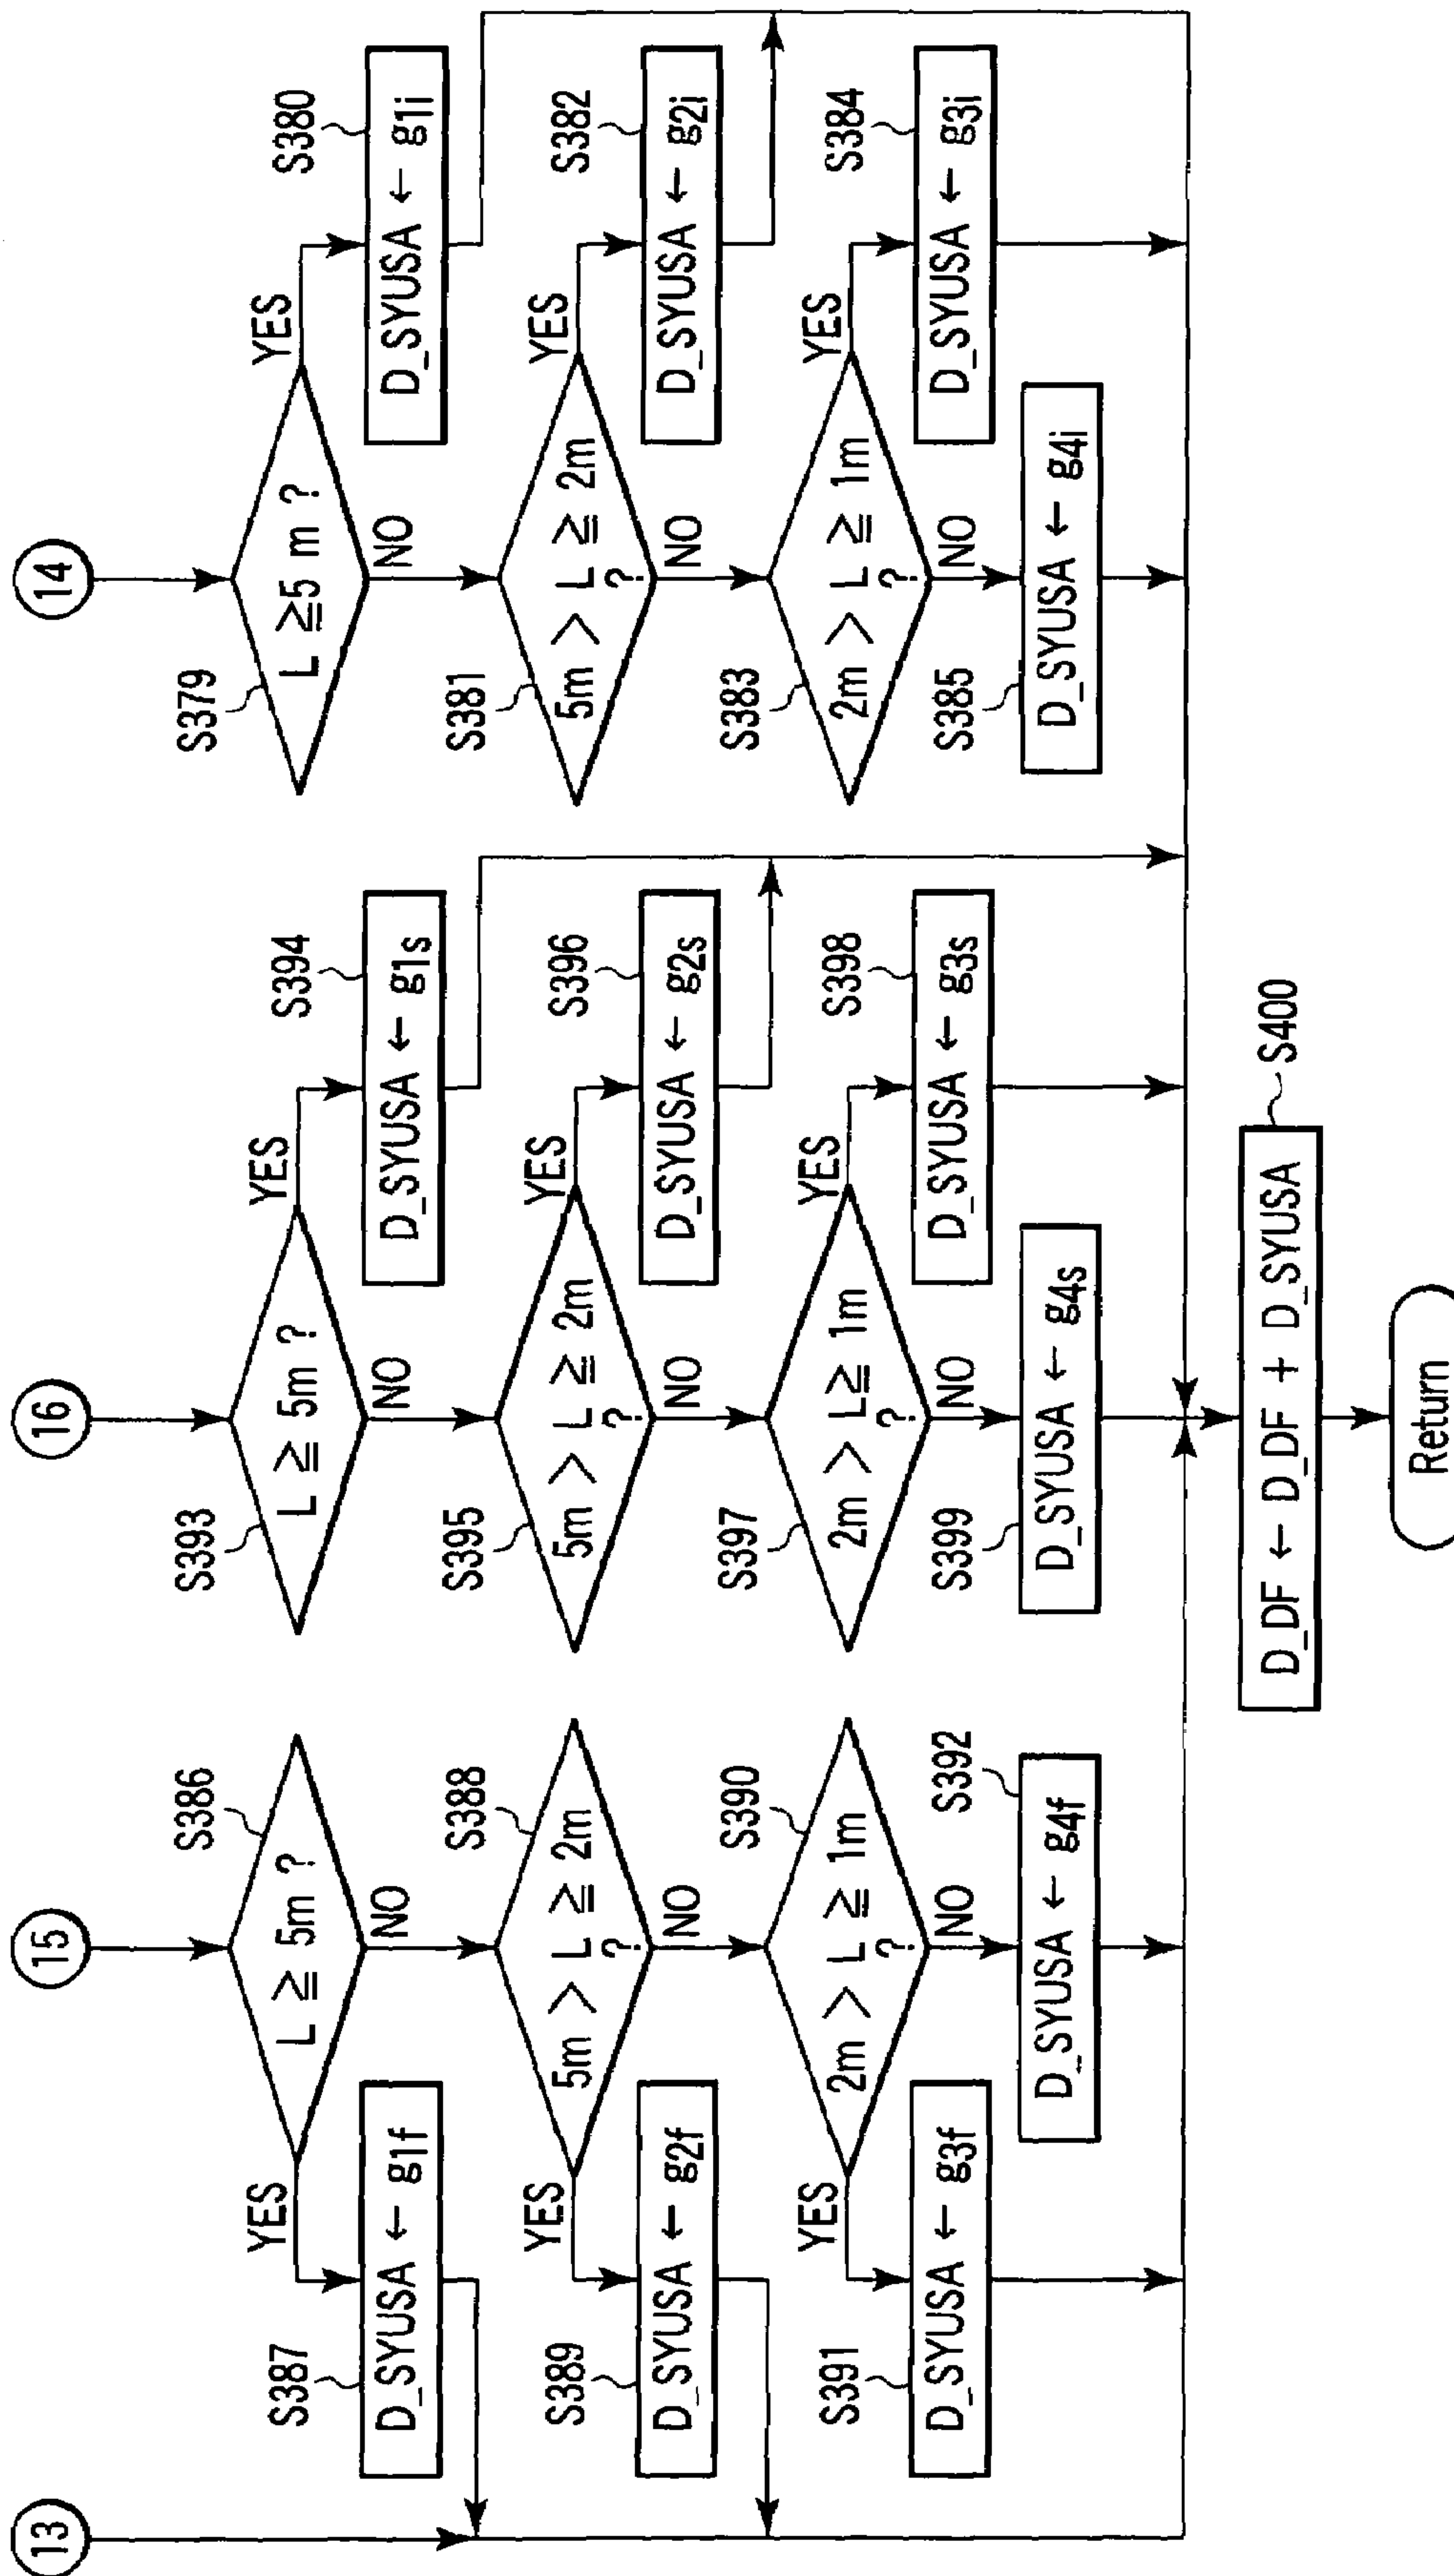 13
15
16
14
S386
L ≧ 5m ?
YES
NO
S387
D_SYUSA ← g1f
S388
5m > L ≧ 2m
?
YES
NO
S389
D_SYUSA ← g2f
S390
2m > L ≧ 1m
?
YES
NO
S391
D_SYUSA ← g3f
S392
D_SYUSA ← g4f
S393
L ≧ 5m ?
YES
NO
S394
D_SYUSA ← g1s
S395
5m > L ≧ 2m
?
YES
NO
S396
D_SYUSA ← g2s
S397
2m > L ≧ 1m
?
YES
NO
S398
D_SYUSA ← g3s
S399
D_SYUSA ← g4s
S379
L ≧5 m ?
YES
NO
S380
D_SYUSA ← g1i
S381
5m > L ≧ 2m
?
YES
NO
S382
D_SYUSA ← g2i
S383
2m > L ≧ 1m
?
YES
NO
S384
D_SYUSA ← g3i
S385
D_SYUSA ← g4i
S400
D_DF ← D_DF + D_SYUSA
Return